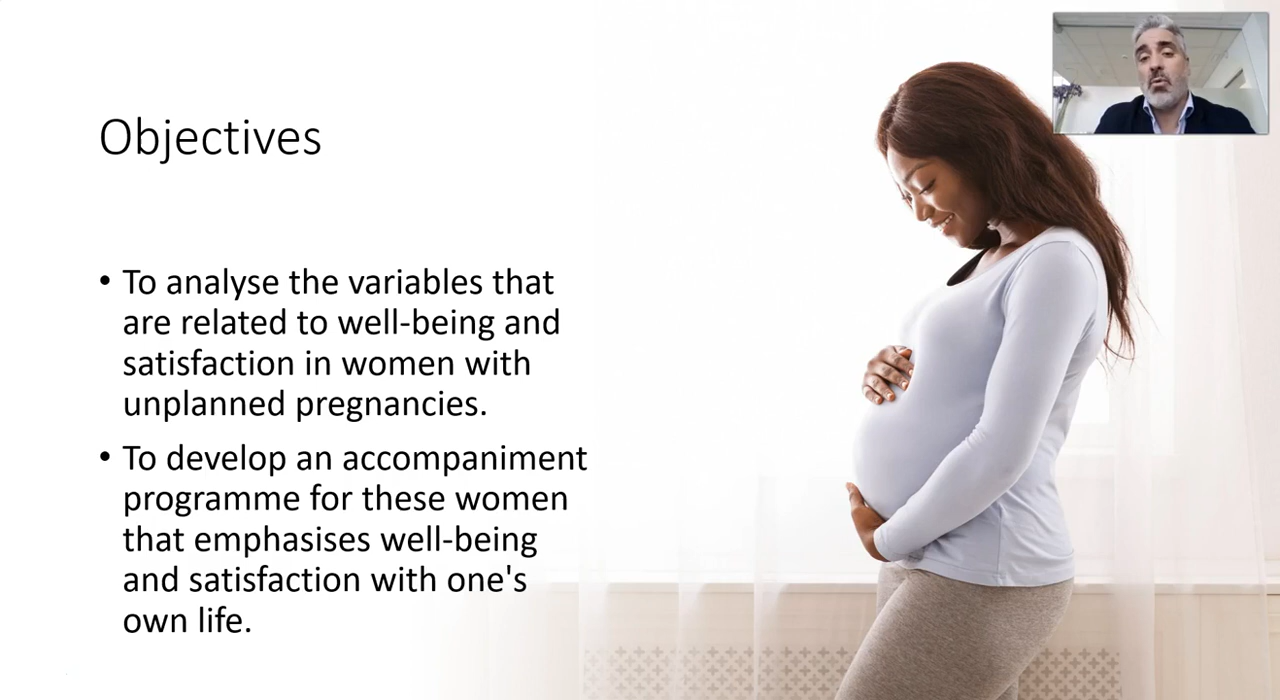 Objectives
• To analyse the variables that
are related to well-being and
satisfaction in women with
unplanned pregnancies.
• To develop an accompaniment
programme for these women
that emphasises well-being
and satisfaction with one's
own life.